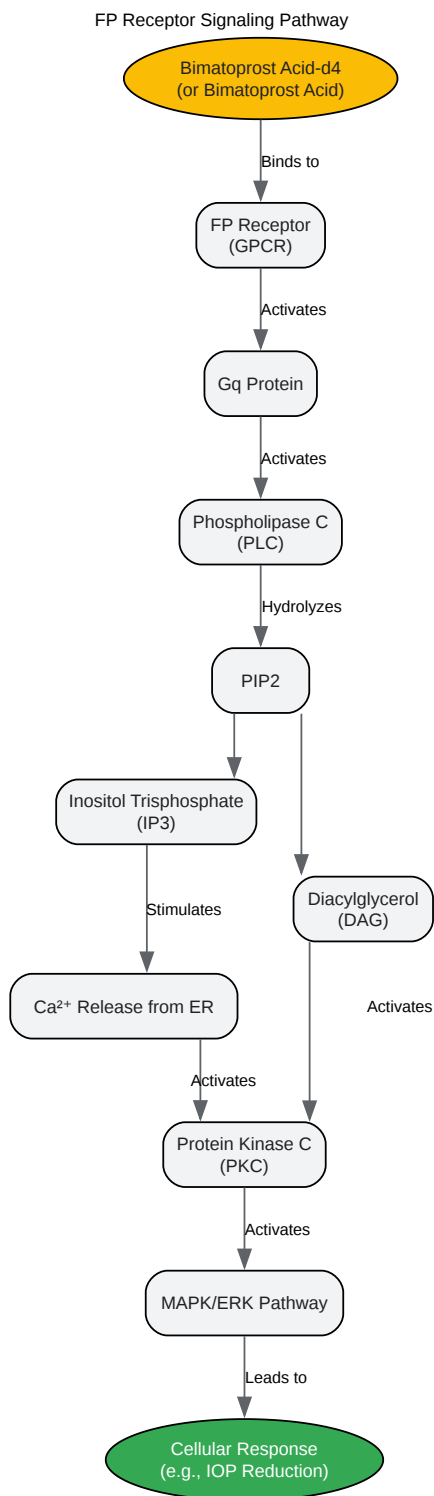 FP Receptor Signaling Pathway
Bimatoprost Acid-d4
(or Bimatoprost Acid)
Binds to
FP Receptor
(GPCR)
Activates
Gq Protein
Activates
Phospholipase C
(PLC)
Hydrolyzes
PIP2
Inositol Trisphosphate
(IP3)
Stimulates
Diacylglycerol
(DAG)
Ca²⁺ Release from ER
Activates
Activates
Protein Kinase C
(PKC)
Activates
MAPK/ERK Pathway
Leads to
Cellular Response
(e.g., IOP Reduction)